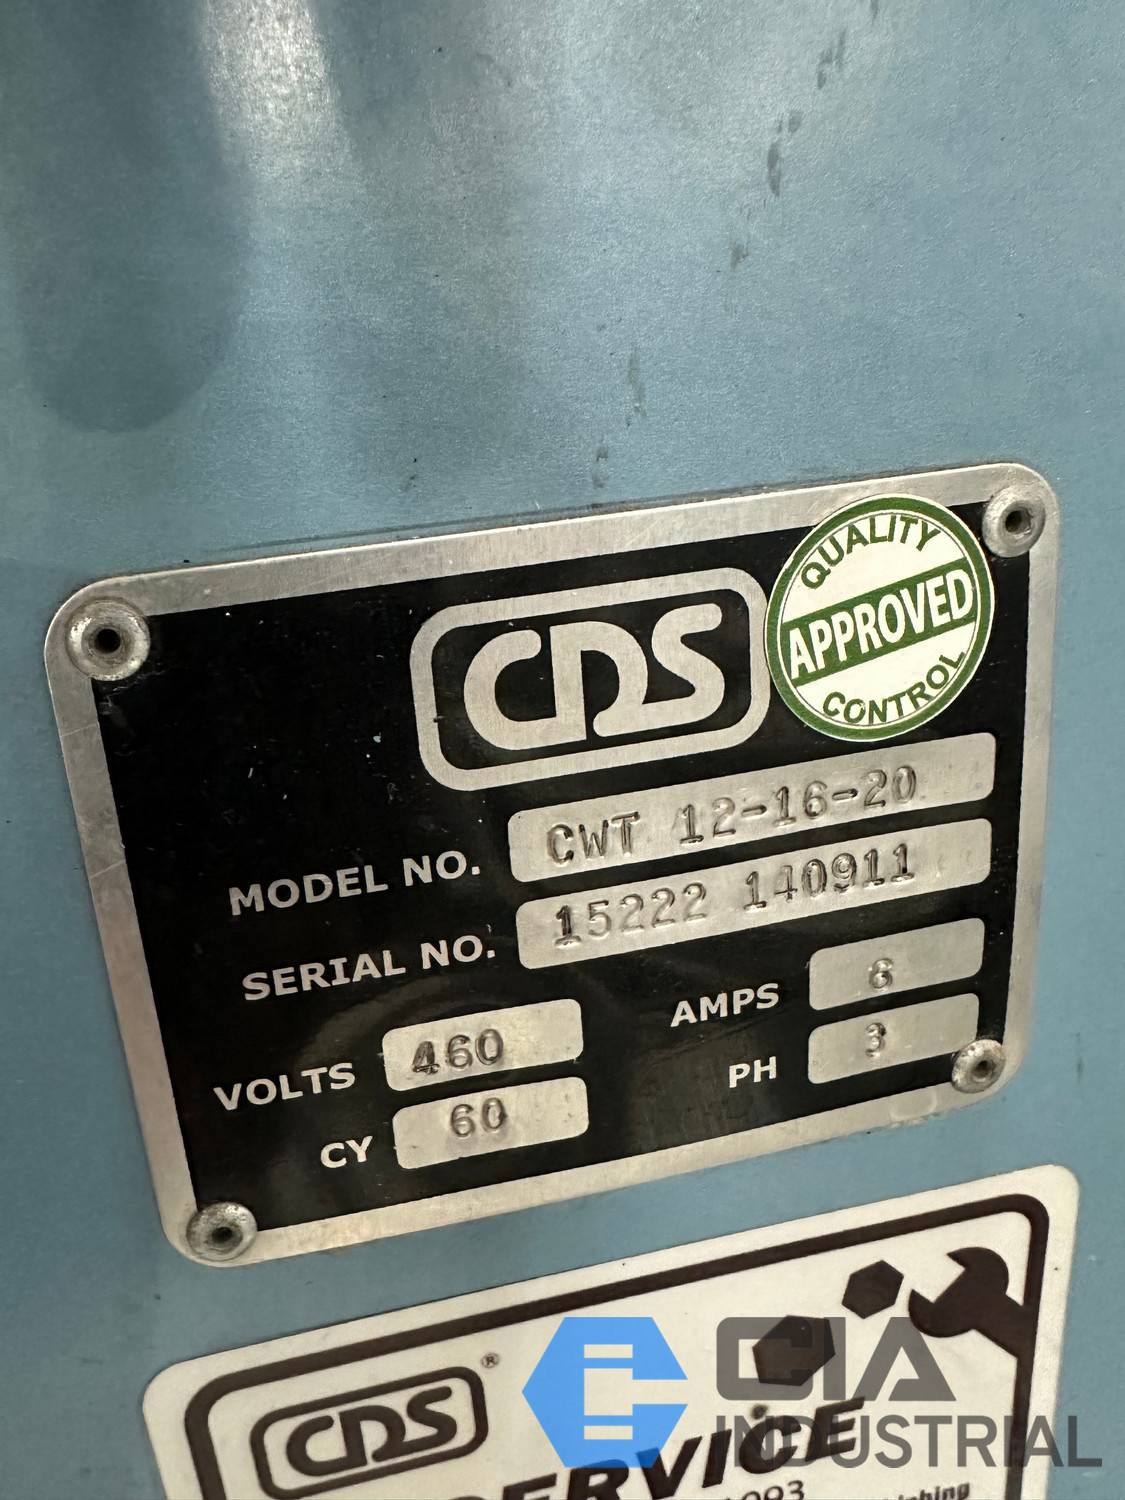 CDS
QUALITY
APPROVED
CONTROL
MODEL NO. CWT 12-16-20
SERIAL NO. 15222 140911
VOLTS 460 AMPS 6
CY 60 PH 3
CDS®
SERVICE
CIA
INDUSTRIAL